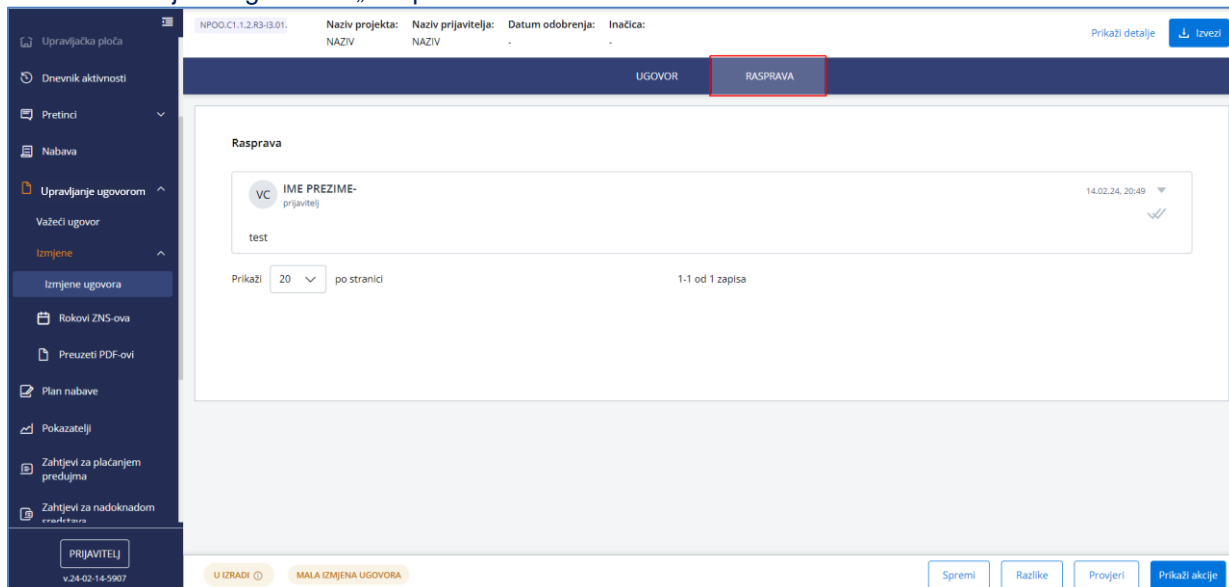 Upravljačka ploča
Dnevnik aktivnosti
Pretinci
Nabava
Upravljanje ugovorom
Važeći ugovor
Izmjene
Izmjene ugovora
Rokovi ZNS-ova
Preuzeti PDF-ovi
Plan nabave
Pokazatelji
Zahtjevi za plaćanjem
predujma
Zahtjevi za nadoknadom
sredstava
PRIJAVITELJ
v.24-02-14-5907
NPOO.C1.1.2.R3-I3.01.
Naziv projekta: Naziv prijavitelja: Datum odobrenja: Inačica:
NAZIV NAZIV - -
Prikaži detalje Izvezi
UGOVOR RASPRAVA
Rasprava
VC IME PREZIME-
prijavitelj
14.02.24, 20:49
test
Prikaži 20 po stranici 1-1 od 1 zapisa
U IZRADI MALA IZMJENA UGOVORA Spremi Razlike Provjeri Prikaži akcije